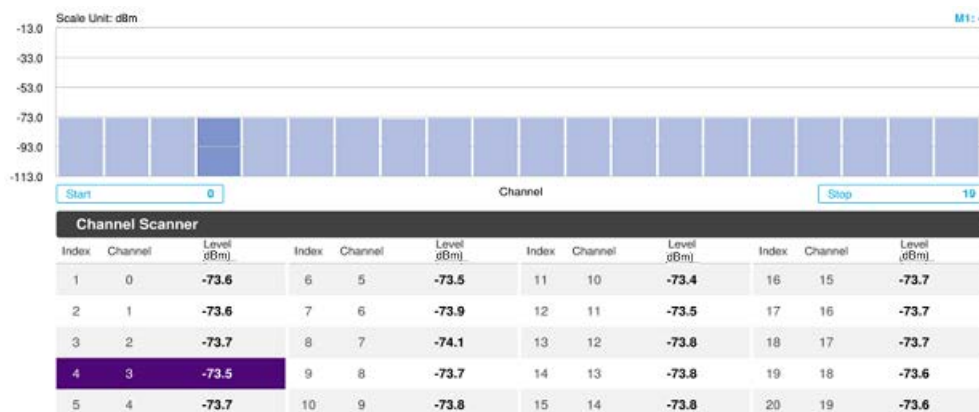 Scale Unit: dBm
M1:
-13.0
-33.0
-53.0
-73.0
-93.0
-113.0
Start 0
Channel
Stop 19
Channel Scanner
Index Channel Level Index Channel Level Index Channel Level Index Channel Level
dBm) dBm) dBm) dBm)
1 0 -73.6 6 5 -73.5 11 10 -73.4 16 15 -73.7
2 1 -73.6 7 6 -73.9 12 11 -73.5 17 16 -73.7
3 2 -73.7 8 7 -74.1 13 12 -73.8 18 17 -73.7
4 3 -73.5 9 8 -73.7 14 13 -73.8 19 18 -73.6
5 4 -73.7 10 9 -73.8 15 14 -73.8 20 19 -73.6